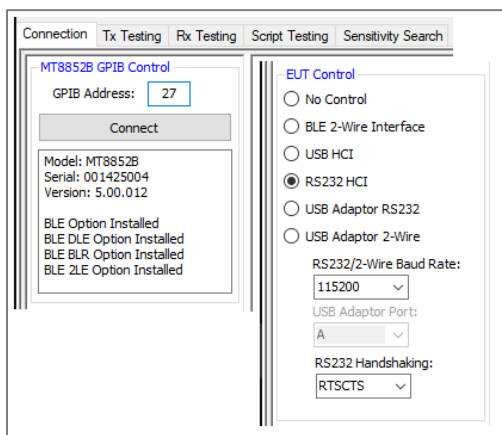 Connection Tx Testing Rx Testing Script Testing Sensitivity Search
MT8852B GPIB Control
GPIB Address: 27
Connect
Model: MT8852B
Serial: 001425004
Version: 5.00.012
BLE Option Installed
BLE DLE Option Installed
BLE BLR Option Installed
BLE 2LE Option Installed
EUT Control
No Control
BLE 2-Wire Interface
USB HCI
RS232 HCI
USB Adaptor RS232
USB Adaptor 2-Wire
RS232/2-Wire Baud Rate:
115200
USB Adaptor Port:
A
RS232 Handshaking:
RTSCTS